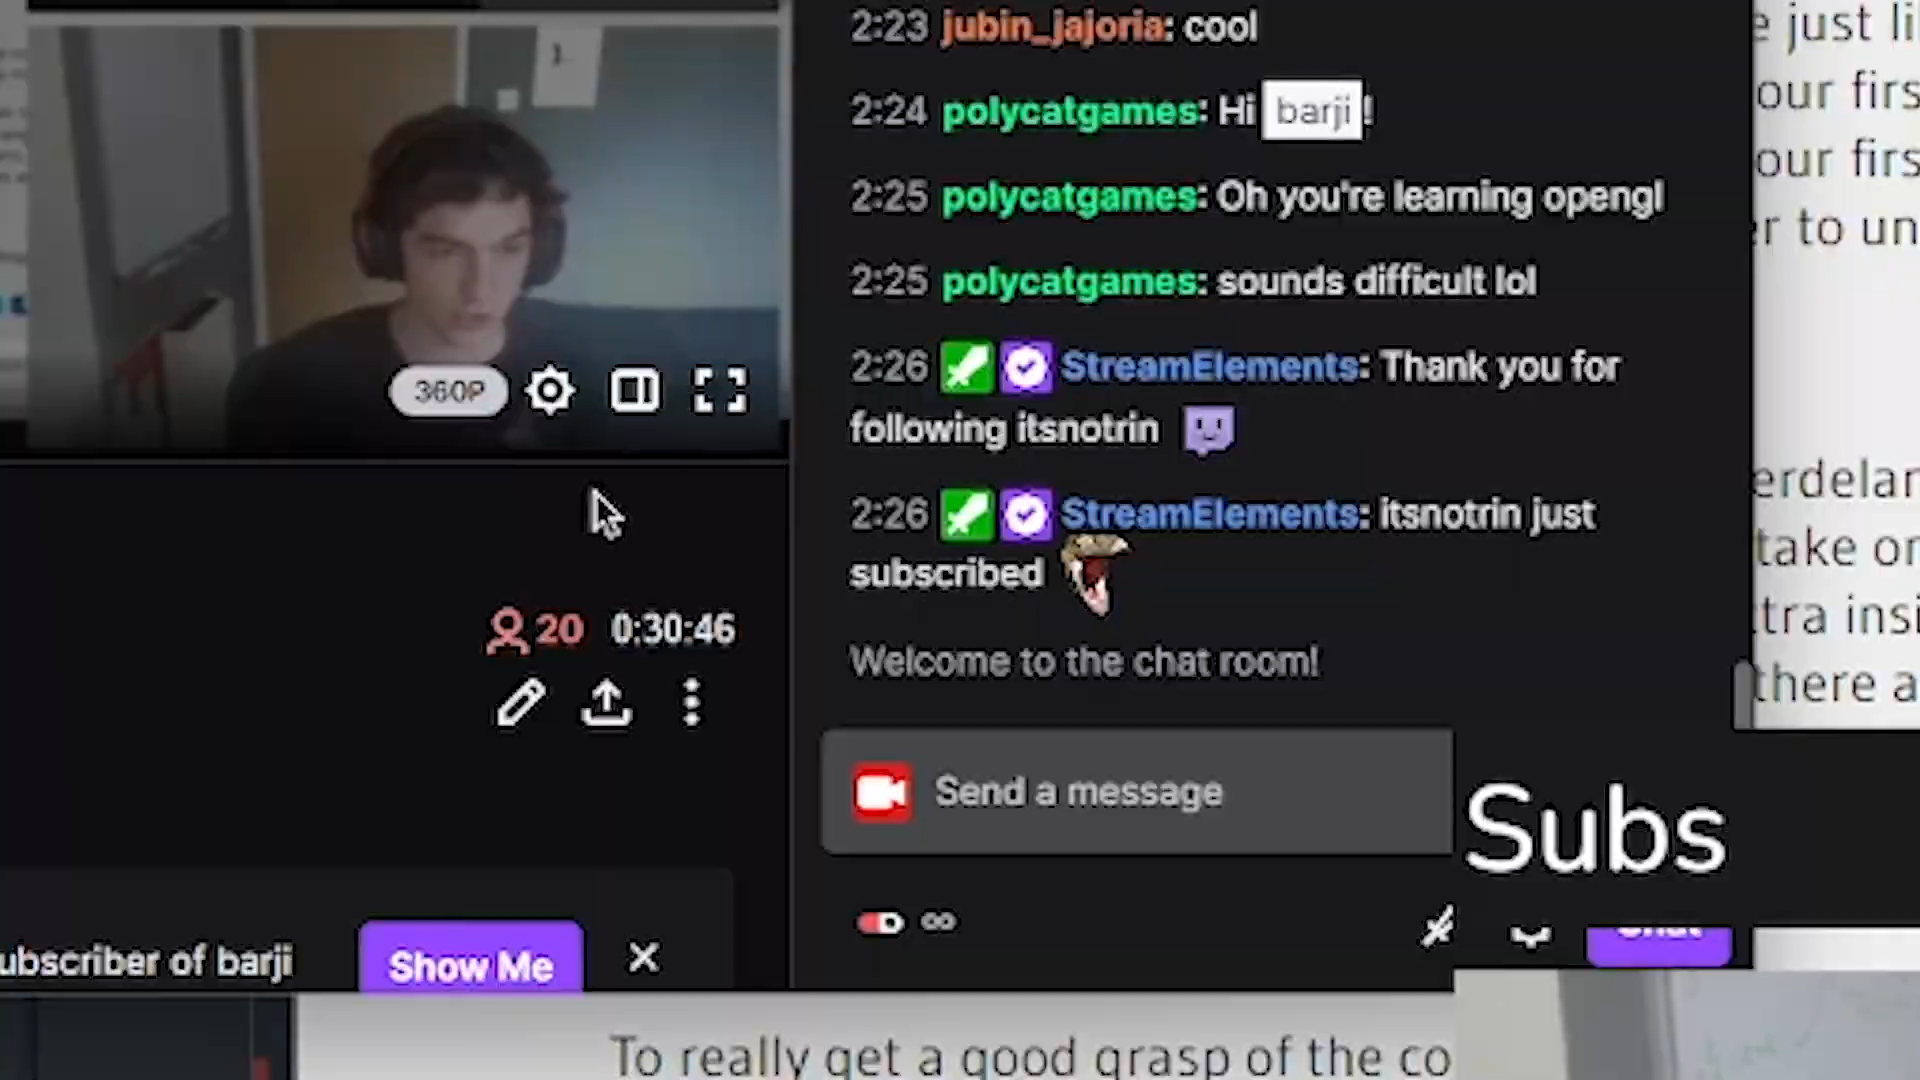 2:23 jubin_jajoria: cool
2:24 polycatgames: Hi barji !
2:25 polycatgames: Oh you're learning opengl
2:25 polycatgames: sounds difficult lol
2:26 StreamElements: Thank you for
following itsnotrin
2:26 StreamElements: itsnotrin just
subscribed
Welcome to the chat room!
Send a message
360P
20 0:30:46
ubscriber of barji
Show Me
Subs
Chat
e just li
our firs
our firs
er to un
erdelan
take or
tra insi
there a
To really get a good grasp of the co